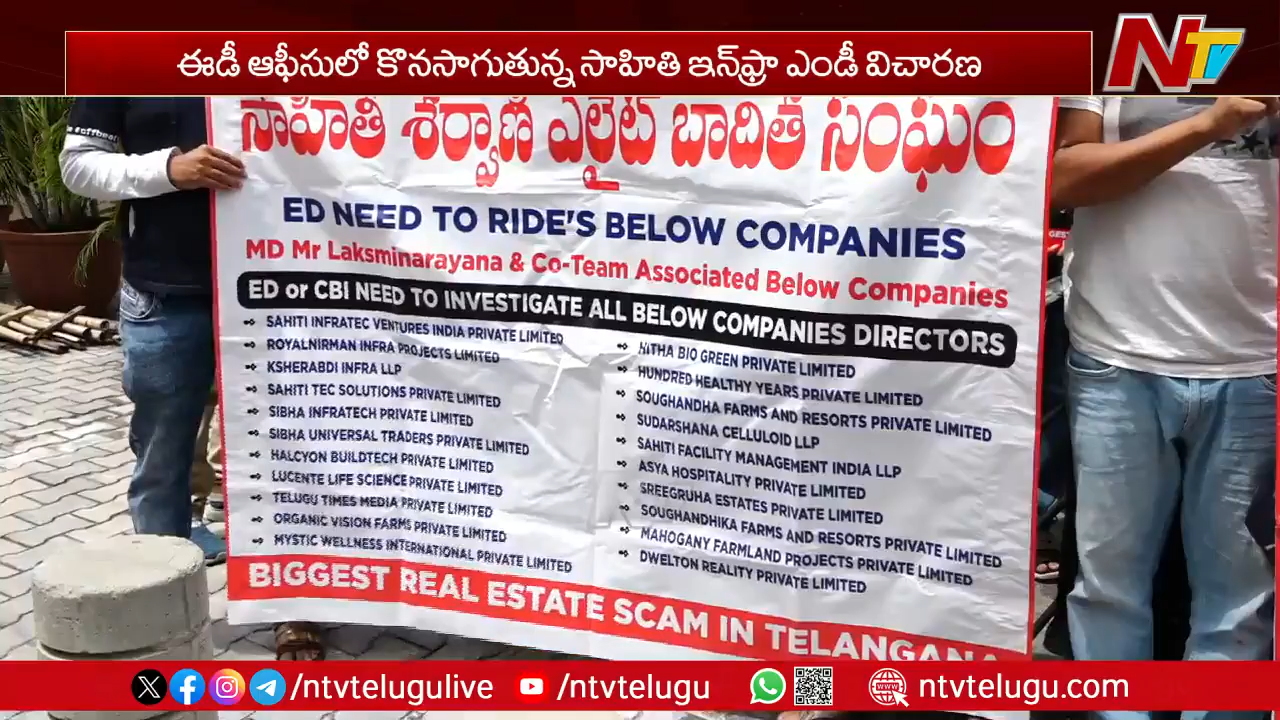 ఈడీ ఆఫీసులో కొనసాగుతున్న సాహితి ఇన్‌ఫ్రా ఎండీ విచారణ
NTV
సాహితీ శర్వాణి ఎలైట్ బాదిత సంఘం
ED NEED TO RIDE'S BELOW COMPANIES
MD Mr Laksminarayana & Co-Team Associated Below Companies
ED or CBI NEED TO INVESTIGATE ALL BELOW COMPANIES DIRECTORS
SAHITI INFRATEC VENTURES INDIA PRIVATE LIMITED
ROYALNIRMAN INFRA PROJECTS LIMITED
KSHERABDI INFRA LLP
SAHITI TEC SOLUTIONS PRIVATE LIMITED
SIBHA INFRATECH PRIVATE LIMITED
SIBHA UNIVERSAL TRADERS PRIVATE LIMITED
HALCYON BUILDTECH PRIVATE LIMITED
LUCENTE LIFE SCIENCE PRIVATE LIMITED
TELUGU TIMES MEDIA PRIVATE LIMITED
ORGANIC VISION FARMS PRIVATE LIMITED
MYSTIC WELLNESS INTERNATIONAL PRIVATE LIMITED
HITHA BIO GREEN PRIVATE LIMITED
HUNDRED HEALTHY YEARS PRIVATE LIMITED
SOUGHANDHA FARMS AND RESORTS PRIVATE LIMITED
SUDARSHANA CELLULOID LLP
SAHITI FACILITY MANAGEMENT INDIA LLP
ASYA HOSPITALITY PRIVATE LIMITED
SREEGRUHA ESTATES PRIVATE LIMITED
SOUGHANDHIKA FARMS AND RESORTS PRIVATE LIMITED
MAHOGANY FARMLAND PROJECTS PRIVATE LIMITED
DWELTON REALITY PRIVATE LIMITED
BIGGEST REAL ESTATE SCAM IN TELANGANA
/ntvtelugulive /ntvtelugu ntvtelugu.com